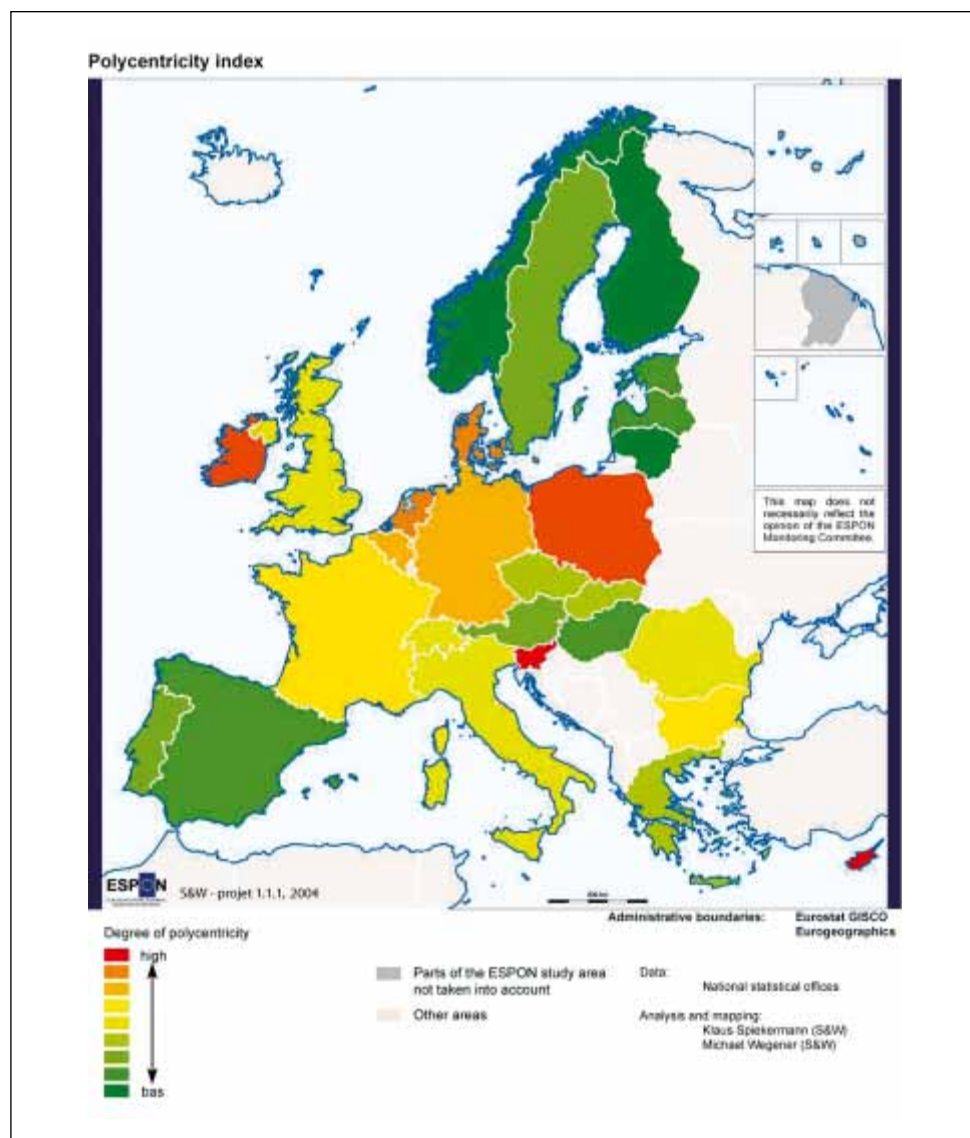 Polycentricity index
This map does not
necessarily reflect the
opinion of the ESPON
Monitoring Committee.
ESPON
S&W - projet 1.1.1, 2004
Administrative boundaries: Eurostat GISCO
Eurogeographics
Degree of polycentricity
high
bas
Parts of the ESPON study area
not taken into account
Other areas
Data:
National statistical offices
Analysis and mapping:
Klaus Spiekermann (S&W)
Michael Wegener (S&W)